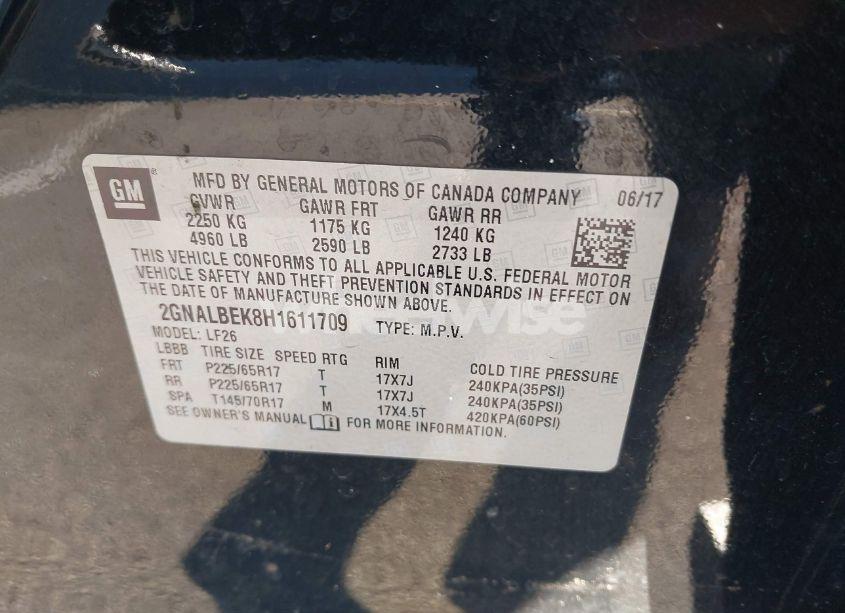 GM
MFD BY GENERAL MOTORS OF CANADA COMPANY 06/17
GVWR GAWR FRT GAWR RR
2250 KG 1175 KG 1240 KG
4960 LB 2590 LB 2733 LB
THIS VEHICLE CONFORMS TO ALL APPLICABLE U.S. FEDERAL MOTOR
VEHICLE SAFETY AND THEFT PREVENTION STANDARDS IN EFFECT ON
THE DATE OF MANUFACTURE SHOWN ABOVE.
2GNALBEK8H1611709 TYPE: M.P.V.
MODEL: LF26
LBBB TIRE SIZE SPEED RTG RIM COLD TIRE PRESSURE
FRT P225/65R17 T 17X7J 240KPA(35PSI)
RR P225/65R17 T 17X7J 240KPA(35PSI)
SPA T145/70R17 M 17X4.5T 420KPA(60PSI)
SEE OWNER'S MANUAL FOR MORE INFORMATION.